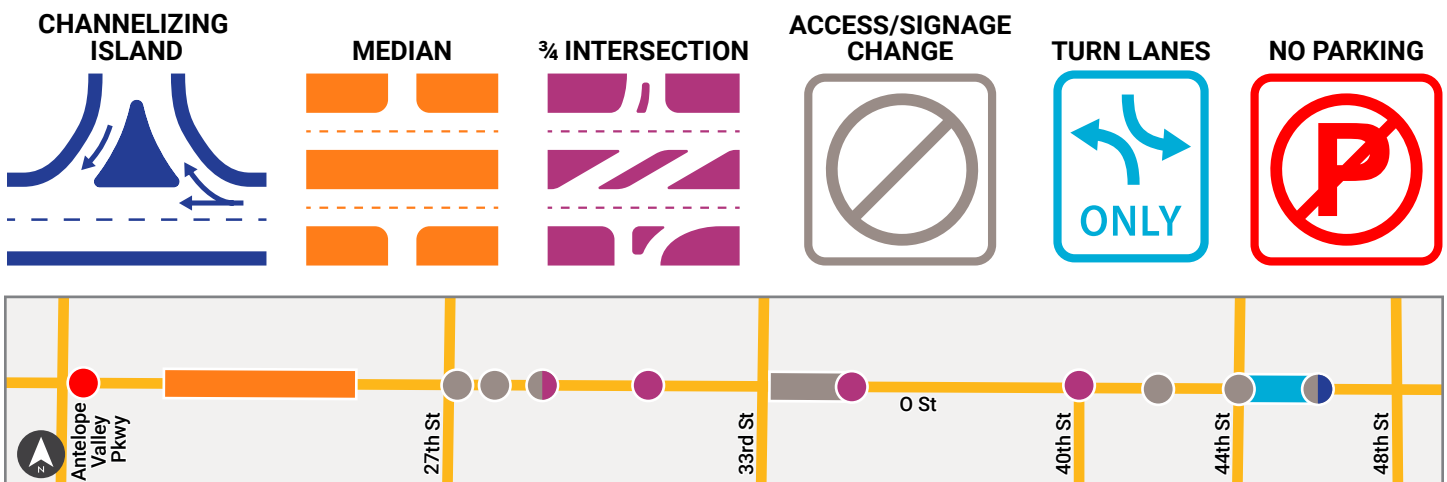 CHANNELIZING
ISLAND
MEDIAN
¾ INTERSECTION
ACCESS/SIGNAGE
CHANGE
TURN LANES
NO PARKING
ONLY
P
Antelope
Valley
Pkwy
27th St
33rd St
O St
40th St
44th St
48th St
N